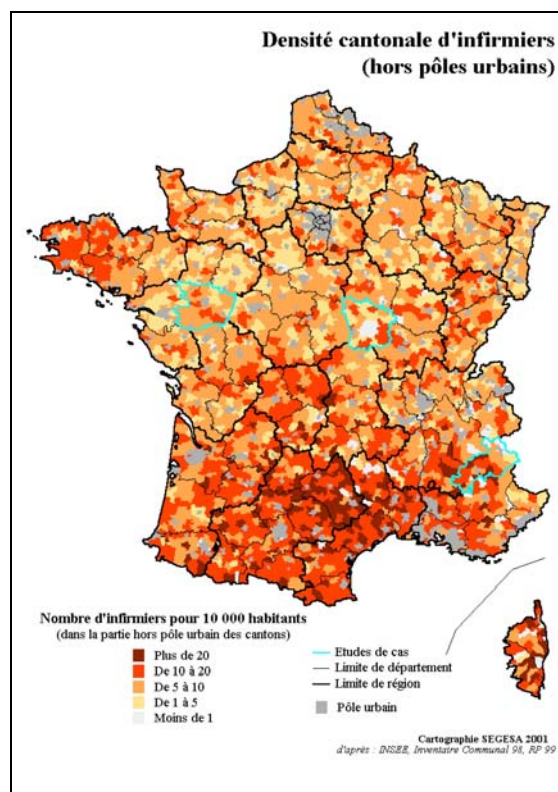 Densité cantonale d'infirmiers
(hors pôles urbains)
Nombre d'infirmiers pour 10 000 habitants
(dans la partie hors pôle urbain des cantons)
Plus de 20
De 10 à 20
De 5 à 10
De 1 à 5
Moins de 1
Etudes de cas
Limite de département
Limite de région
Pôle urbain
Cartographie SEGESA 2001
d'après : INSEE, Inventaire Communal 98, RP 99